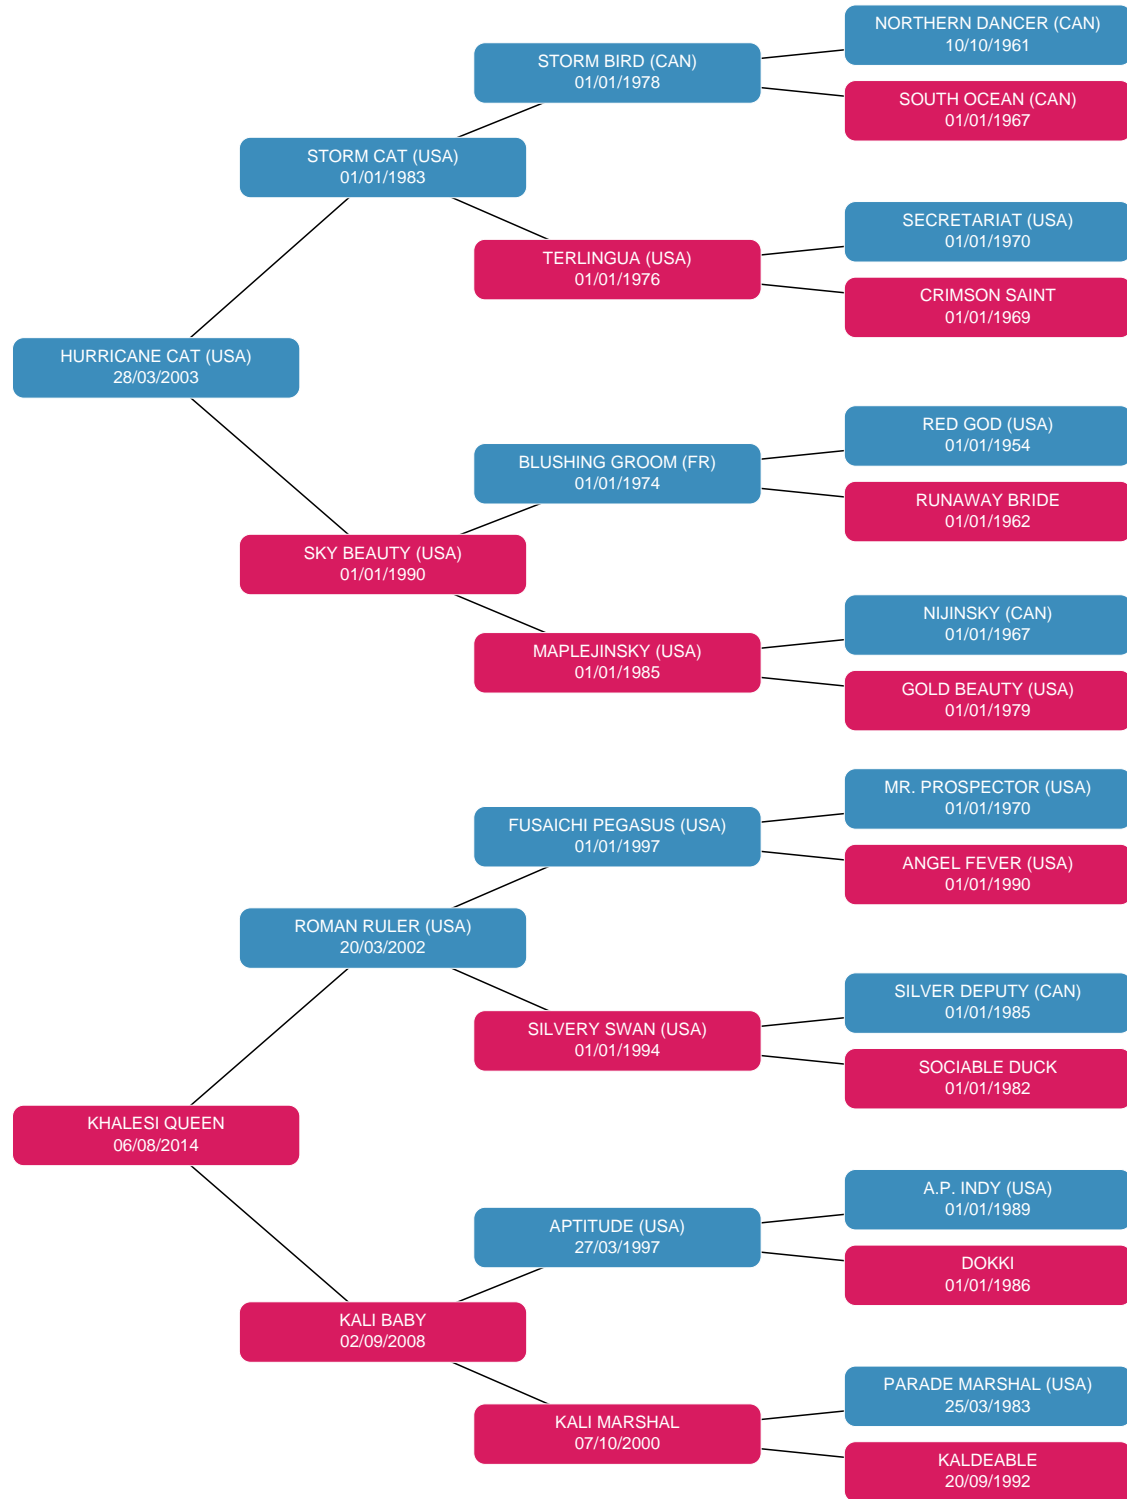 NORTHERN DANCER (CAN)
10/10/1961
STORM BIRD (CAN)
01/01/1978
SOUTH OCEAN (CAN)
01/01/1967
STORM CAT (USA)
01/01/1983
SECRETARIAT (USA)
01/01/1970
TERLINGUA (USA)
01/01/1976
CRIMSON SAINT
01/01/1969
HURRICANE CAT (USA)
28/03/2003
RED GOD (USA)
01/01/1954
BLUSHING GROOM (FR)
01/01/1974
RUNAWAY BRIDE
01/01/1962
SKY BEAUTY (USA)
01/01/1990
NIJINSKY (CAN)
01/01/1967
MAPLEJINSKY (USA)
01/01/1985
GOLD BEAUTY (USA)
01/01/1979
MR. PROSPECTOR (USA)
01/01/1970
FUSAICHI PEGASUS (USA)
01/01/1997
ANGEL FEVER (USA)
01/01/1990
ROMAN RULER (USA)
20/03/2002
SILVER DEPUTY (CAN)
01/01/1985
SILVERY SWAN (USA)
01/01/1994
SOCIABLE DUCK
01/01/1982
KHALESI QUEEN
06/08/2014
A.P. INDY (USA)
01/01/1989
APTITUDE (USA)
27/03/1997
DOKKI
01/01/1986
KALI BABY
02/09/2008
PARADE MARSHAL (USA)
25/03/1983
KALI MARSHAL
07/10/2000
KALDEABLE
20/09/1992